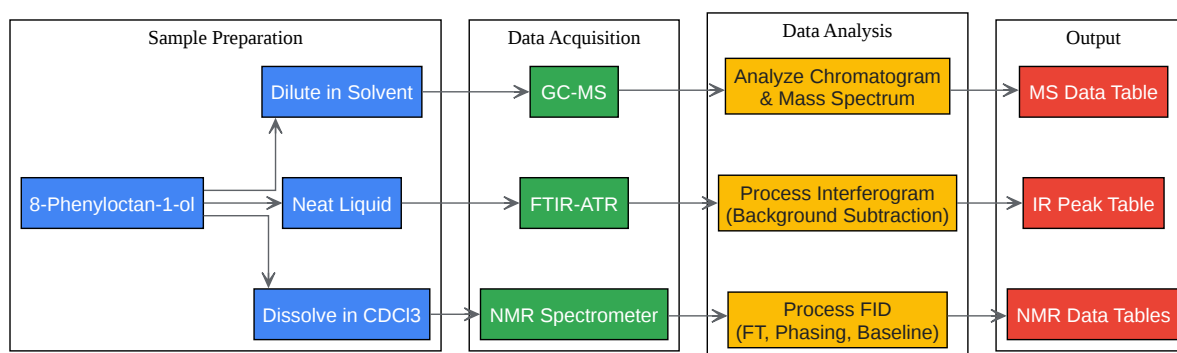 Sample Preparation
Data Acquisition
Data Analysis
Output
Dilute in Solvent
GC-MS
Analyze Chromatogram
& Mass Spectrum
MS Data Table
8-Phenyloctan-1-ol
Neat Liquid
FTIR-ATR
Process Interferogram
(Background Subtraction)
IR Peak Table
Dissolve in CDCl3
NMR Spectrometer
Process FID
(FT, Phasing, Baseline)
NMR Data Tables